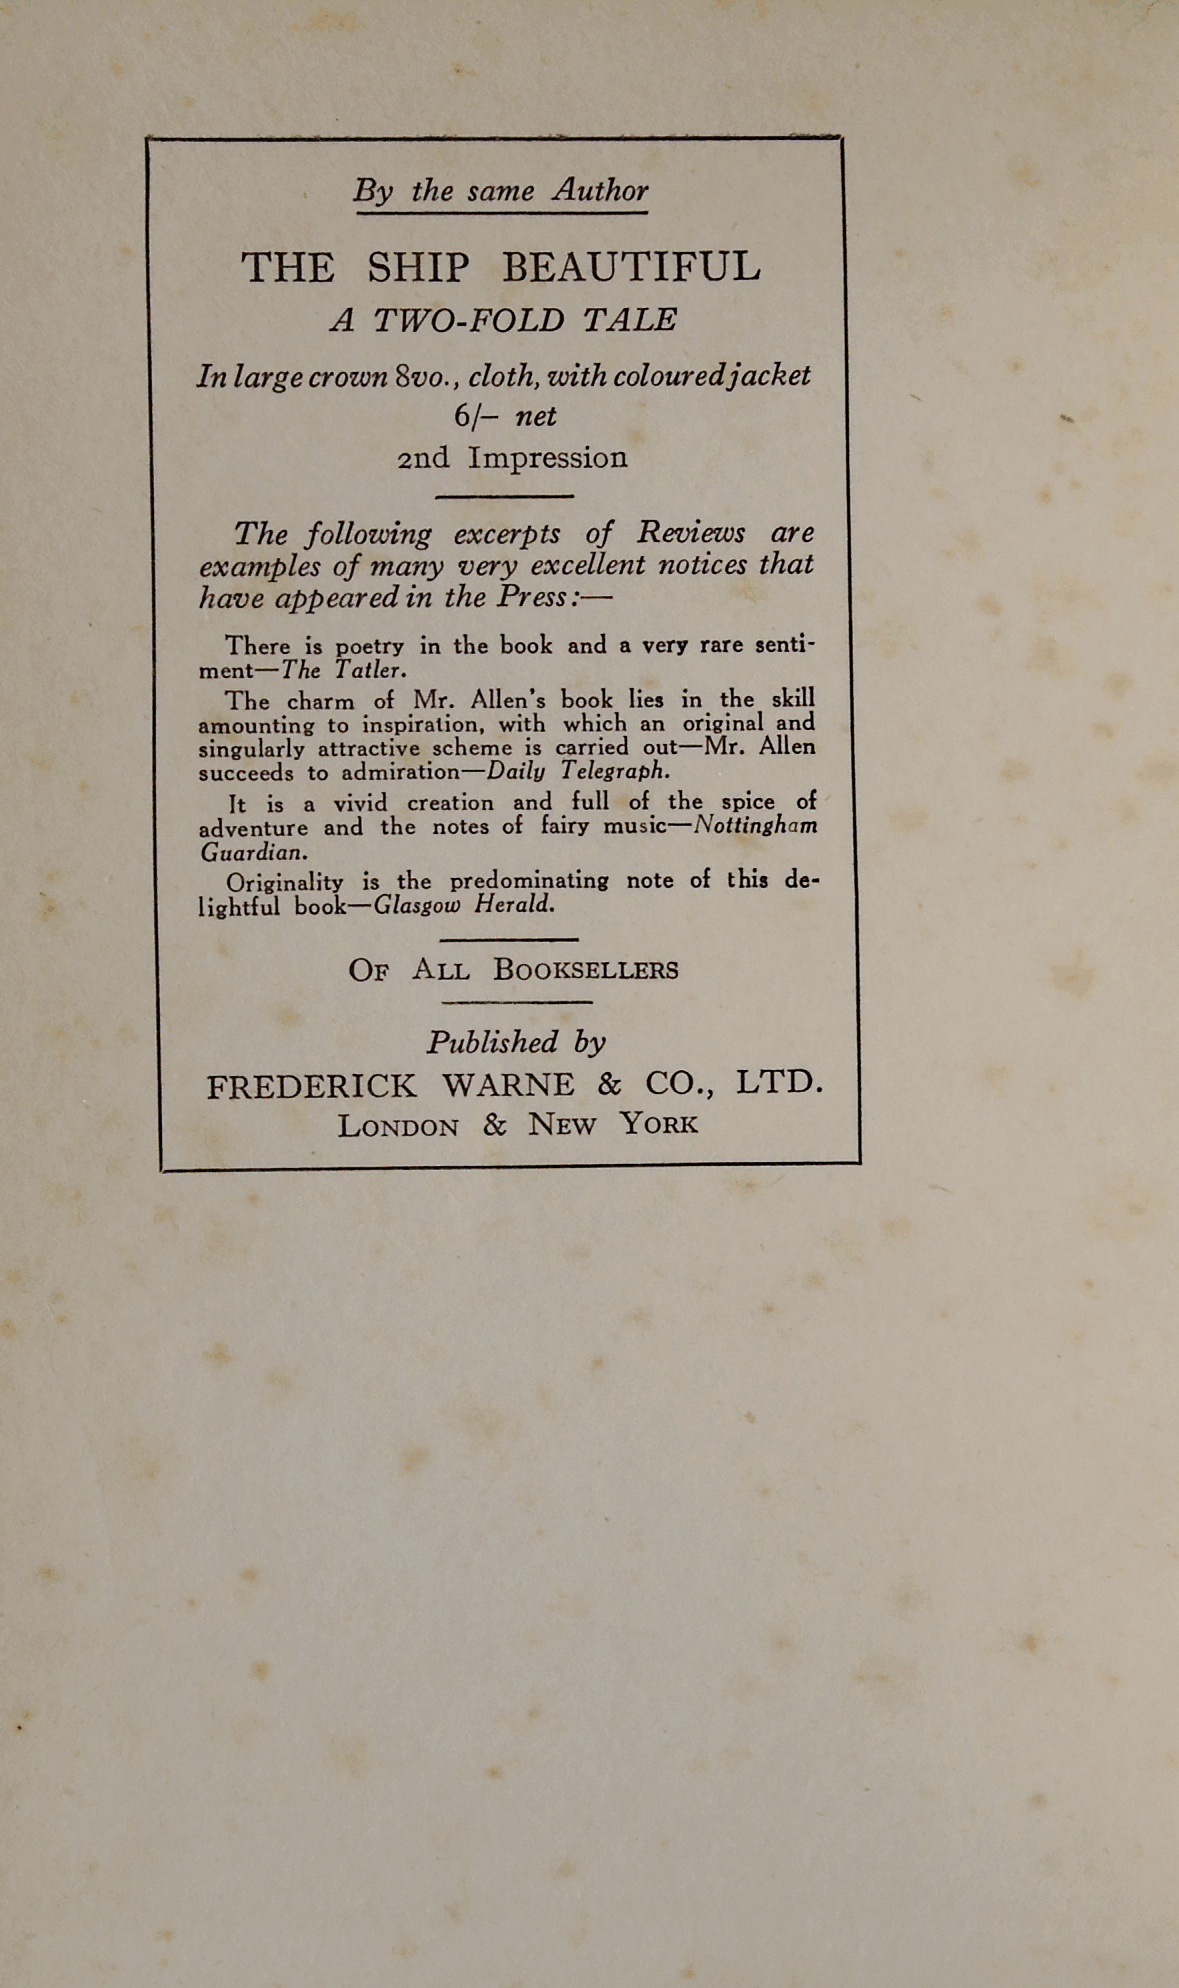 By the same Author
THE SHIP BEAUTIFUL
A TWO-FOLD TALE
In large crown 8vo., cloth, with coloured jacket
6/– net
2nd Impression
The following excerpts of Reviews are
examples of many very excellent notices that
have appeared in the Press:—
There is poetry in the book and a very rare senti-
ment—The Tatler.
The charm of Mr. Allen's book lies in the skill
amounting to inspiration, with which an original and
singularly attractive scheme is carried out—Mr. Allen
succeeds to admiration—Daily Telegraph.
It is a vivid creation and full of the spice of
adventure and the notes of fairy music—Nottingham
Guardian.
Originality is the predominating note of this de-
lightful book—Glasgow Herald.
OF ALL BOOKSELLERS
Published by
FREDERICK WARNE & CO., LTD.
LONDON & NEW YORK